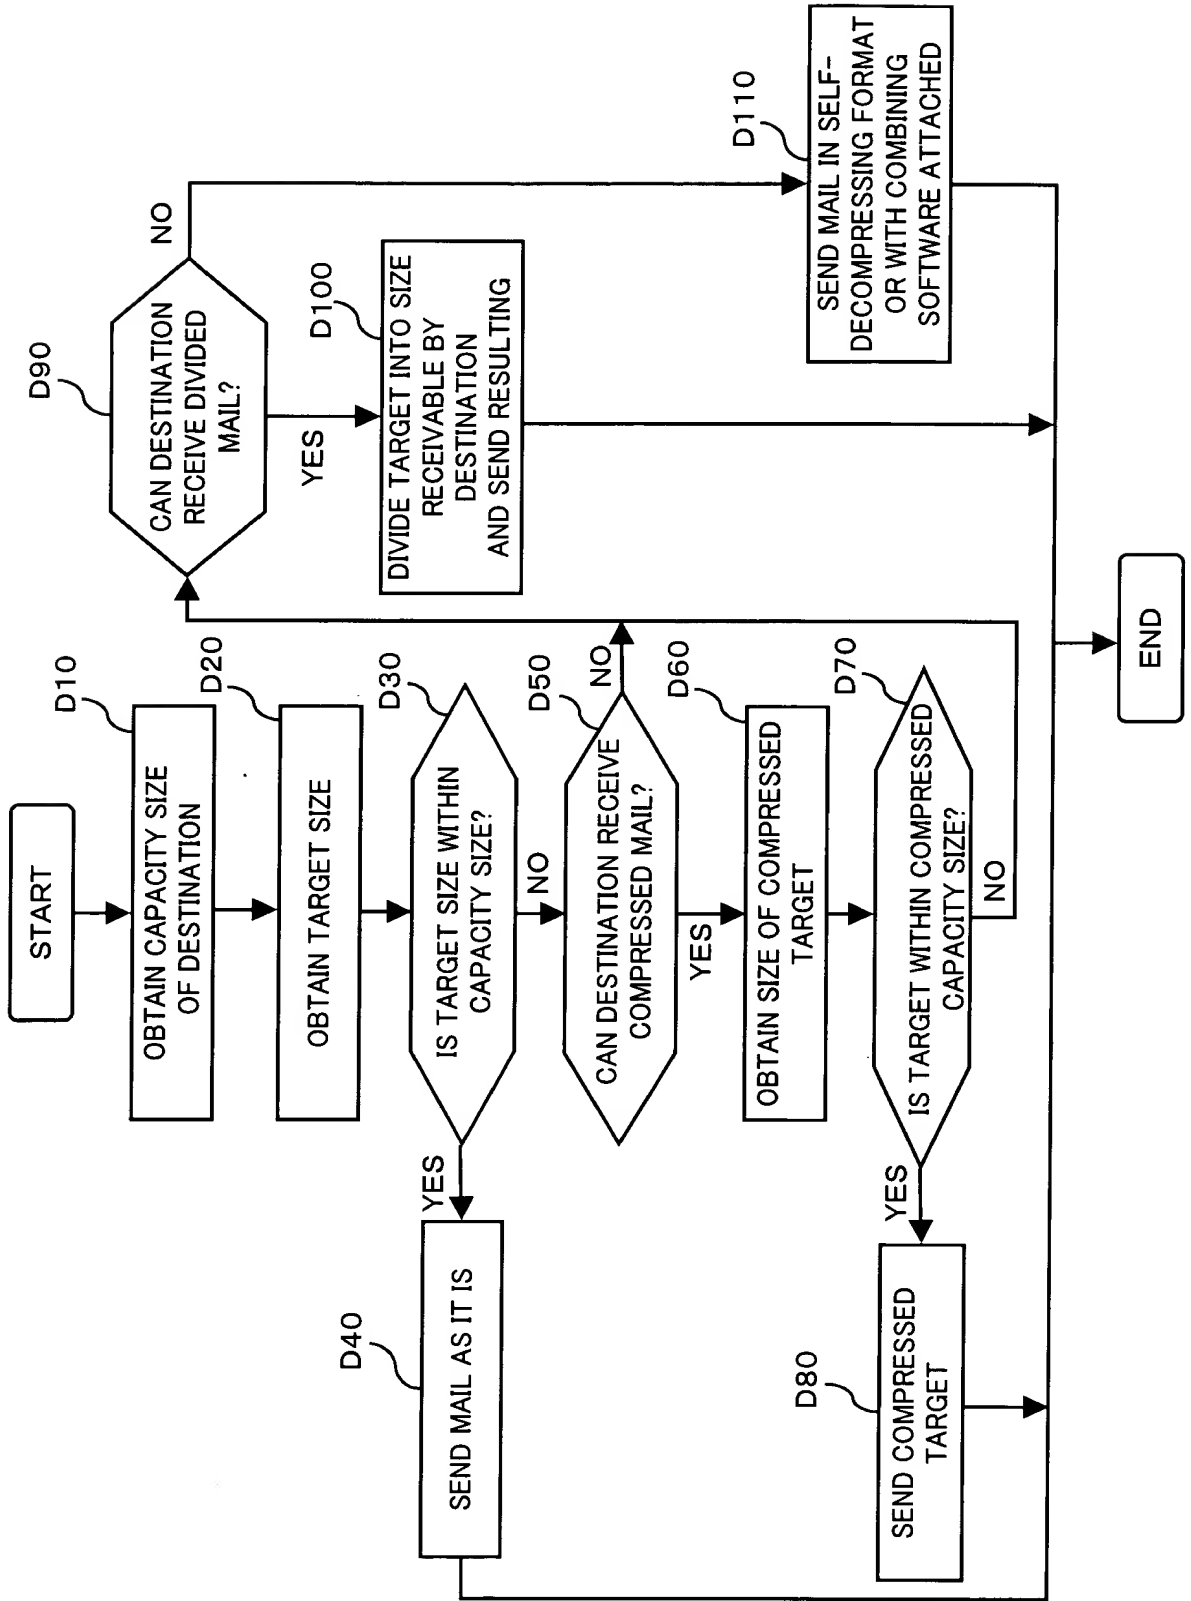 START
D10
OBTAIN CAPACITY SIZE
OF DESTINATION
D20
OBTAIN TARGET SIZE
D30
IS TARGET SIZE WITHIN
CAPACITY SIZE?
YES
NO
D40
SEND MAIL AS IT IS
D50
CAN DESTINATION RECEIVE
COMPRESSED MAIL?
NO
YES
D60
OBTAIN SIZE OF COMPRESSED
TARGET
D70
IS TARGET WITHIN COMPRESSED
CAPACITY SIZE?
YES
NO
D80
SEND COMPRESSED
TARGET
D90
CAN DESTINATION
RECEIVE DIVIDED
MAIL?
NO
YES
D100
DIVIDE TARGET INTO SIZE
RECEIVABLE BY
DESTINATION
AND SEND RESULTING
D110
SEND MAIL IN SELF-
DECOMPRESSING FORMAT
OR WITH COMBINING
SOFTWARE ATTACHED
END